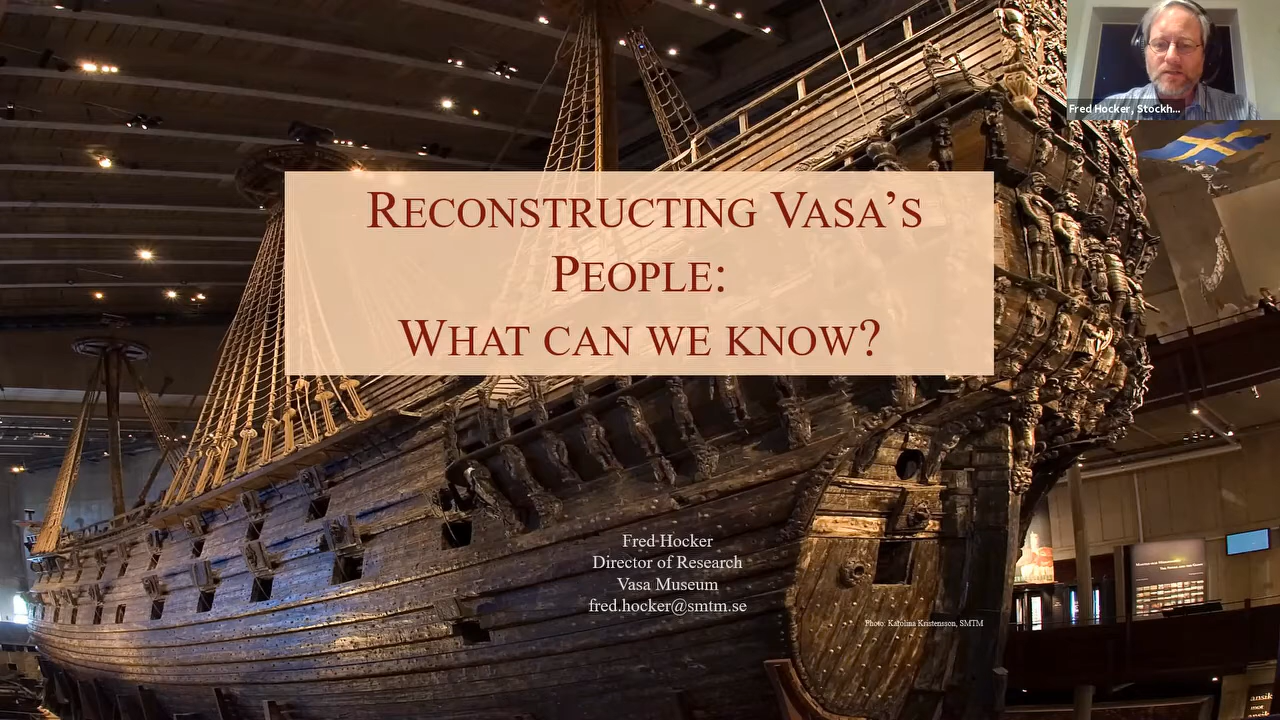 Fred Hocker, Stockh...
RECONSTRUCTING VASA'S
PEOPLE:
WHAT CAN WE KNOW?
Fred Hocker
Director of Research
Vasa Museum
fred.hocker@smtm.se
Photo: Karolina Kristensson, SMTM